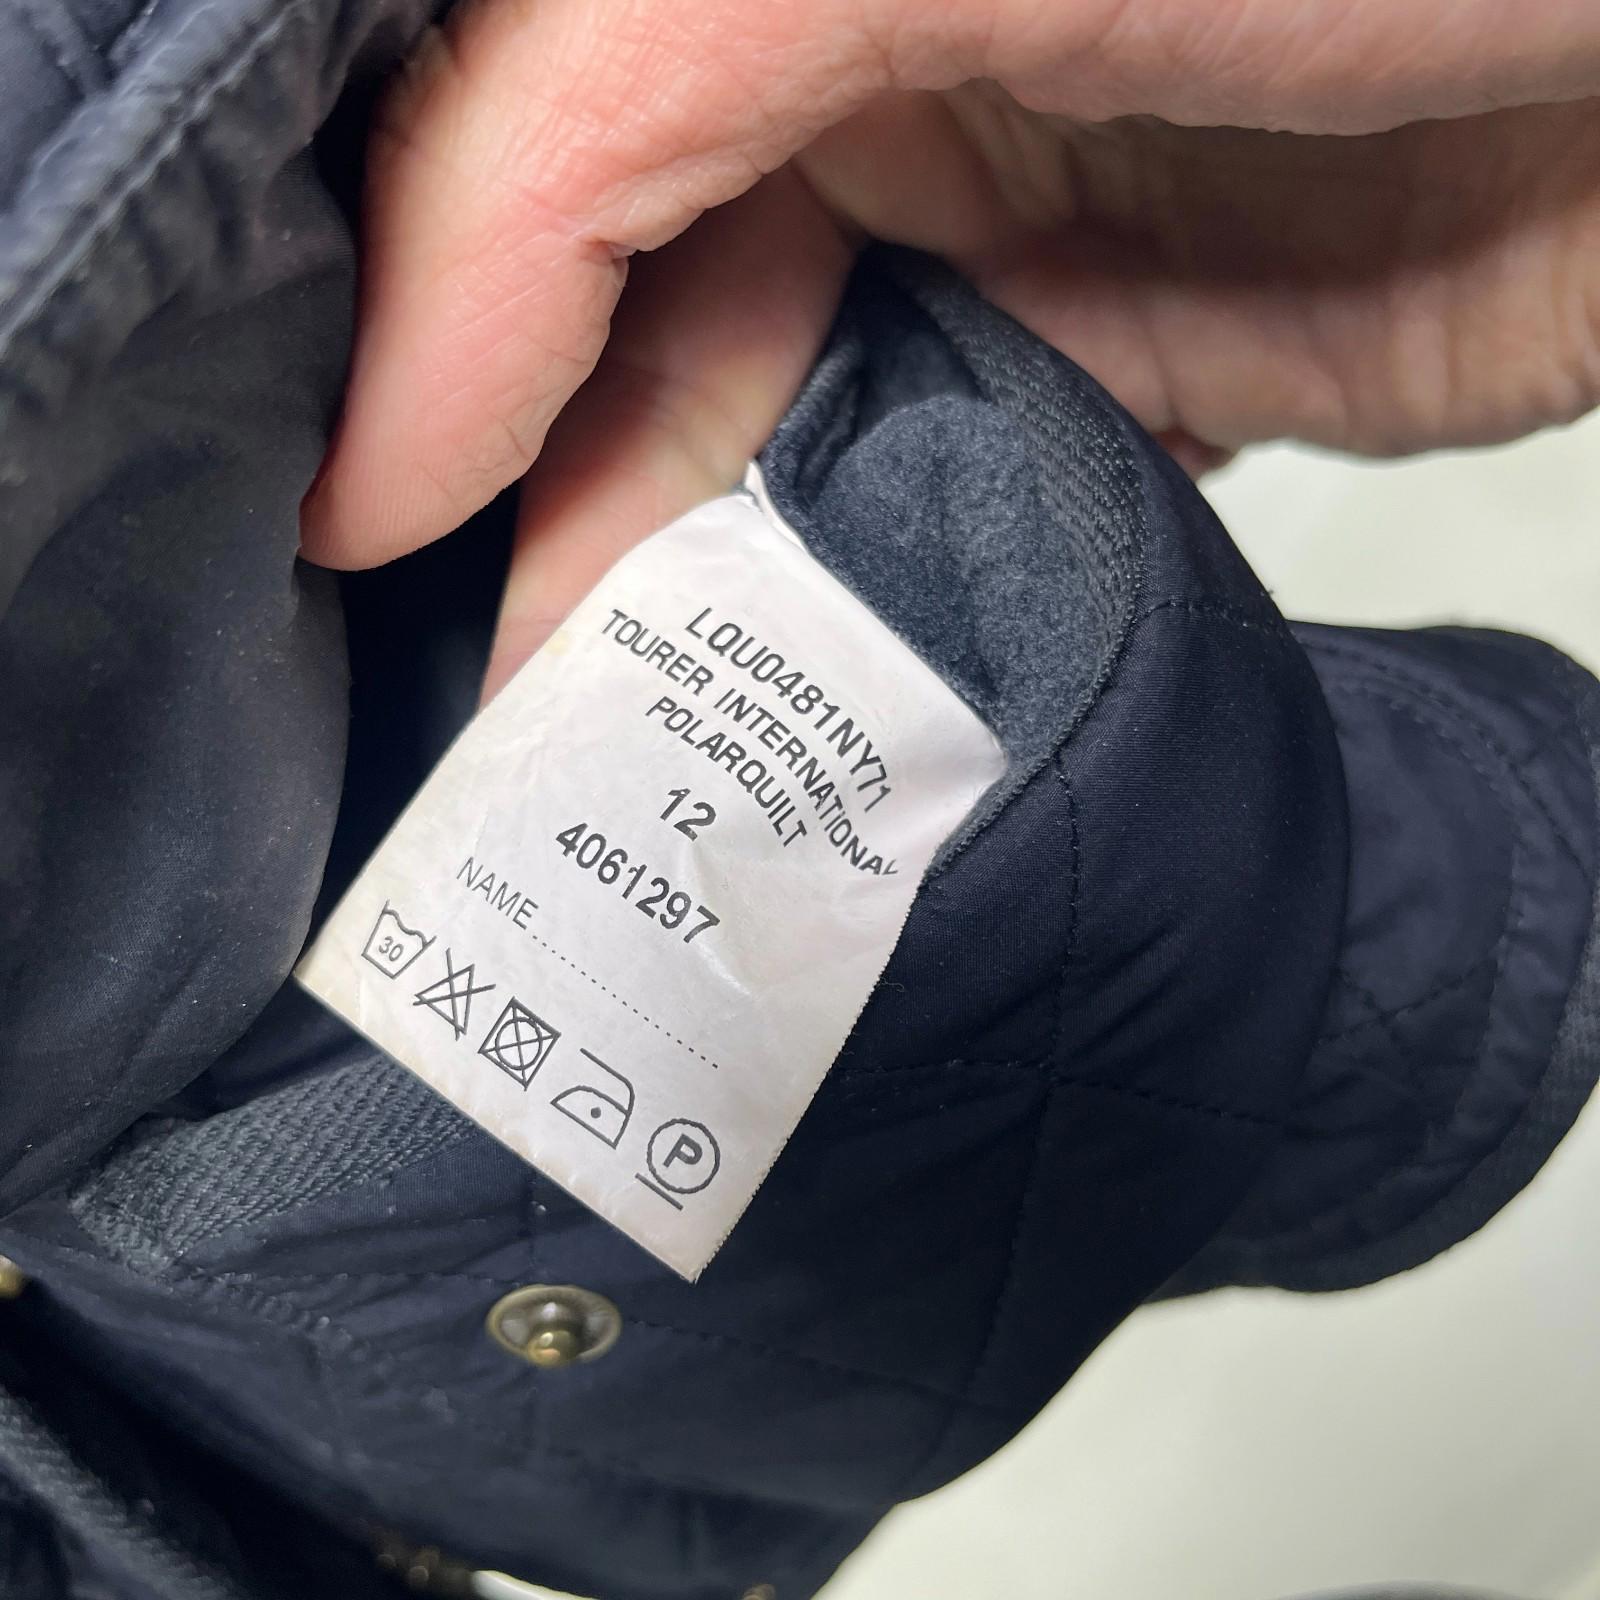 LQU0481NY71
TOURER INTERNATIONAL
POLARQUILT
12
4061297
NAME..............................
30
P